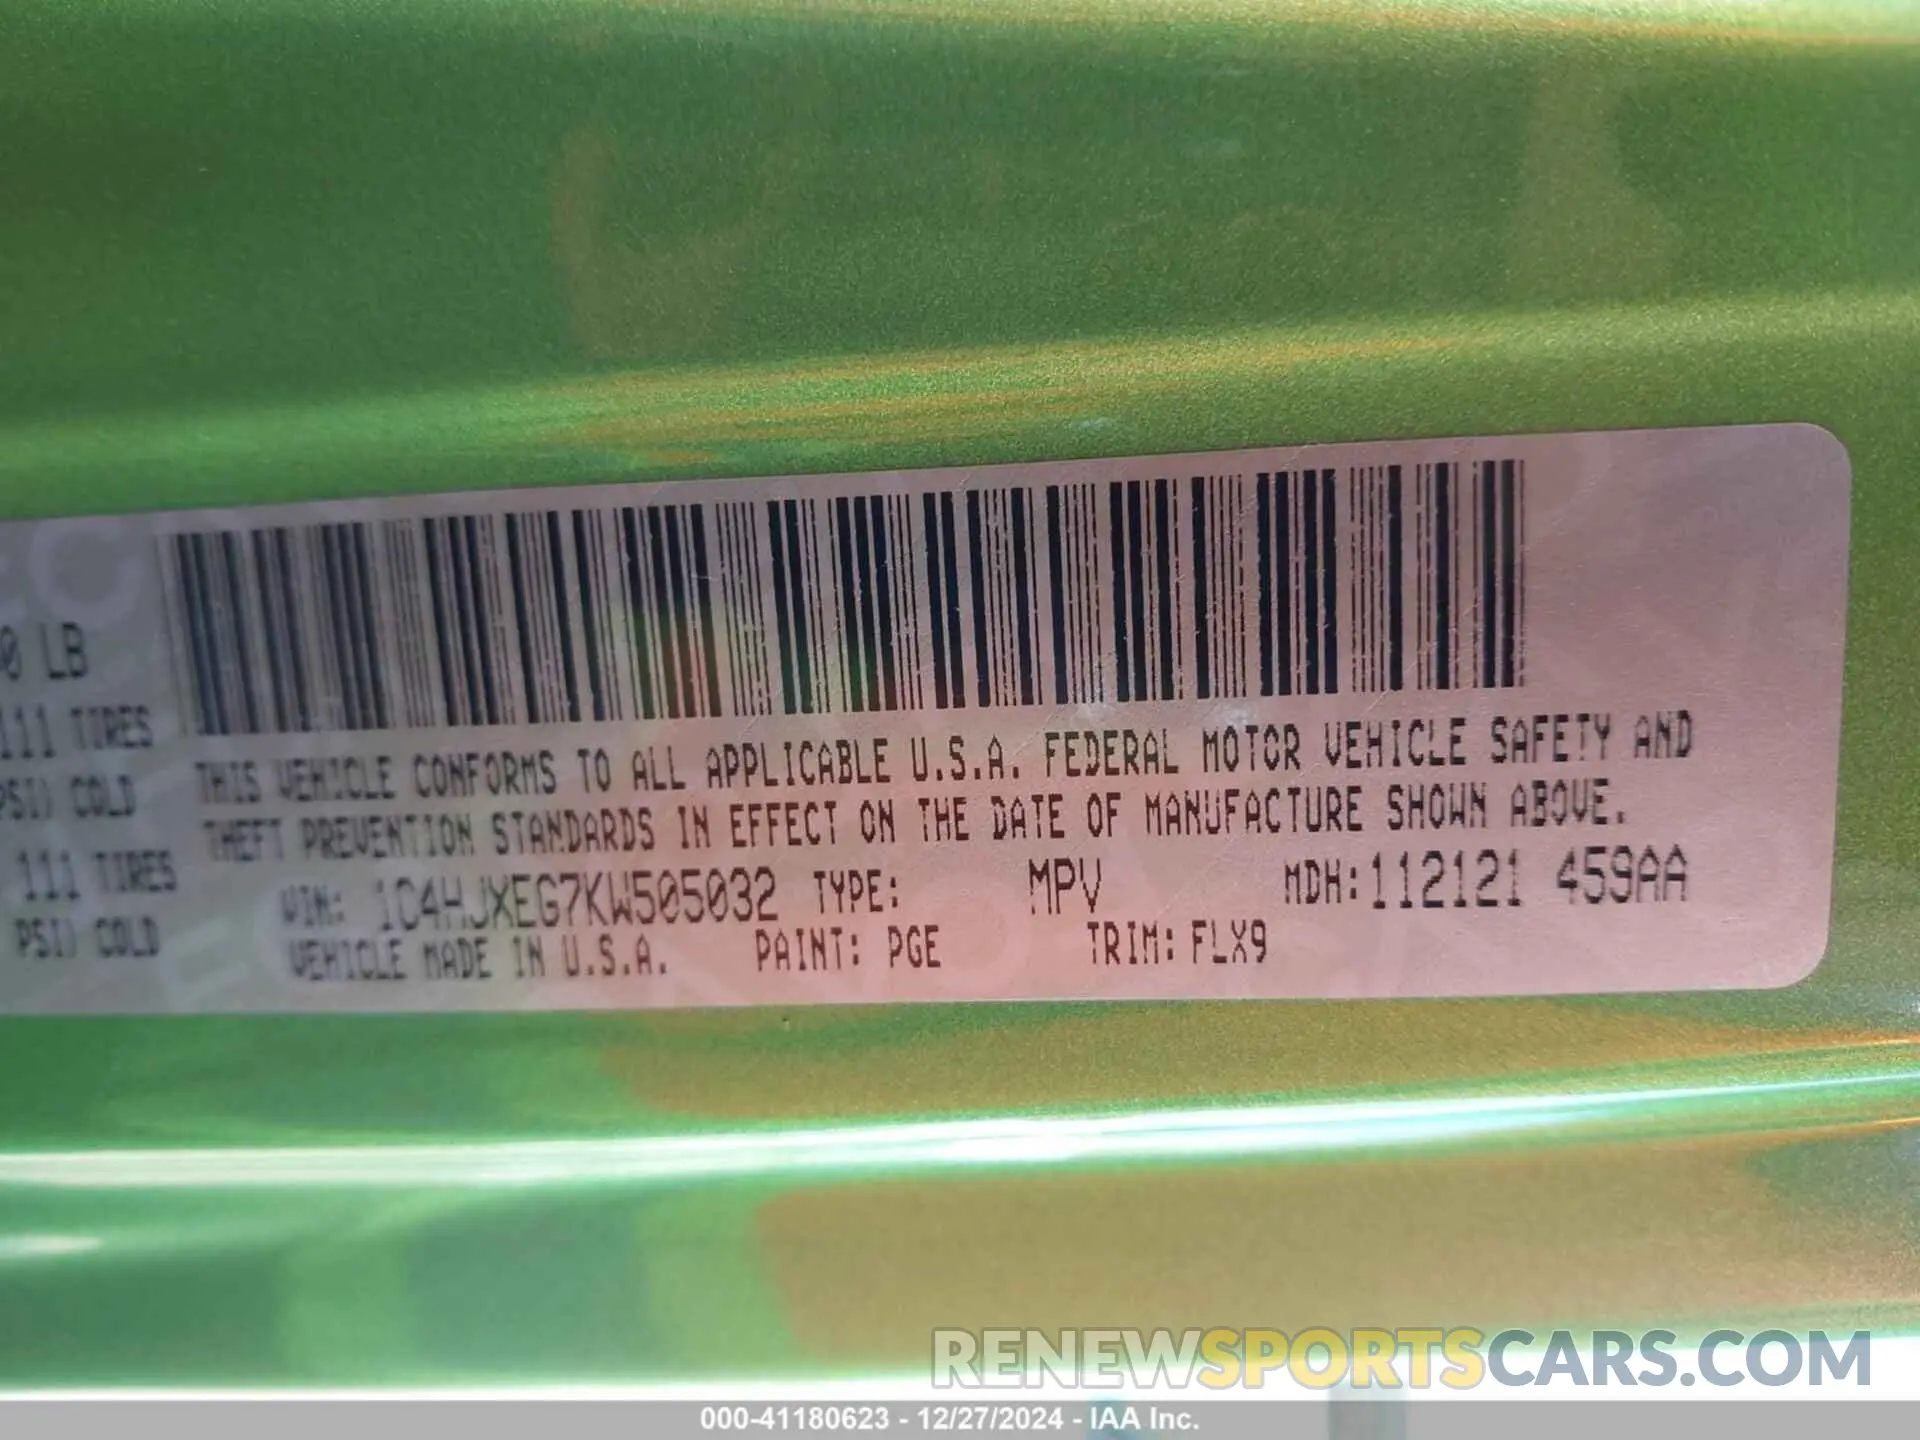 0 LB
111 TIRES
PSI) COLD
111 TIRES
PSI) COLD
THIS VEHICLE CONFORMS TO ALL APPLICABLE U.S.A. FEDERAL MOTOR VEHICLE SAFETY AND
THEFT PREVENTION STANDARDS IN EFFECT ON THE DATE OF MANUFACTURE SHOWN ABOVE.
VIN: 1C4HJXEG7KW505032 TYPE: MPV MDH:112121 459AA
VEHICLE MADE IN U.S.A. PAINT: PGE TRIM: FLX9
RENEWSPORTSCARS.COM
000-41180623 - 12/27/2024 - IAA Inc.